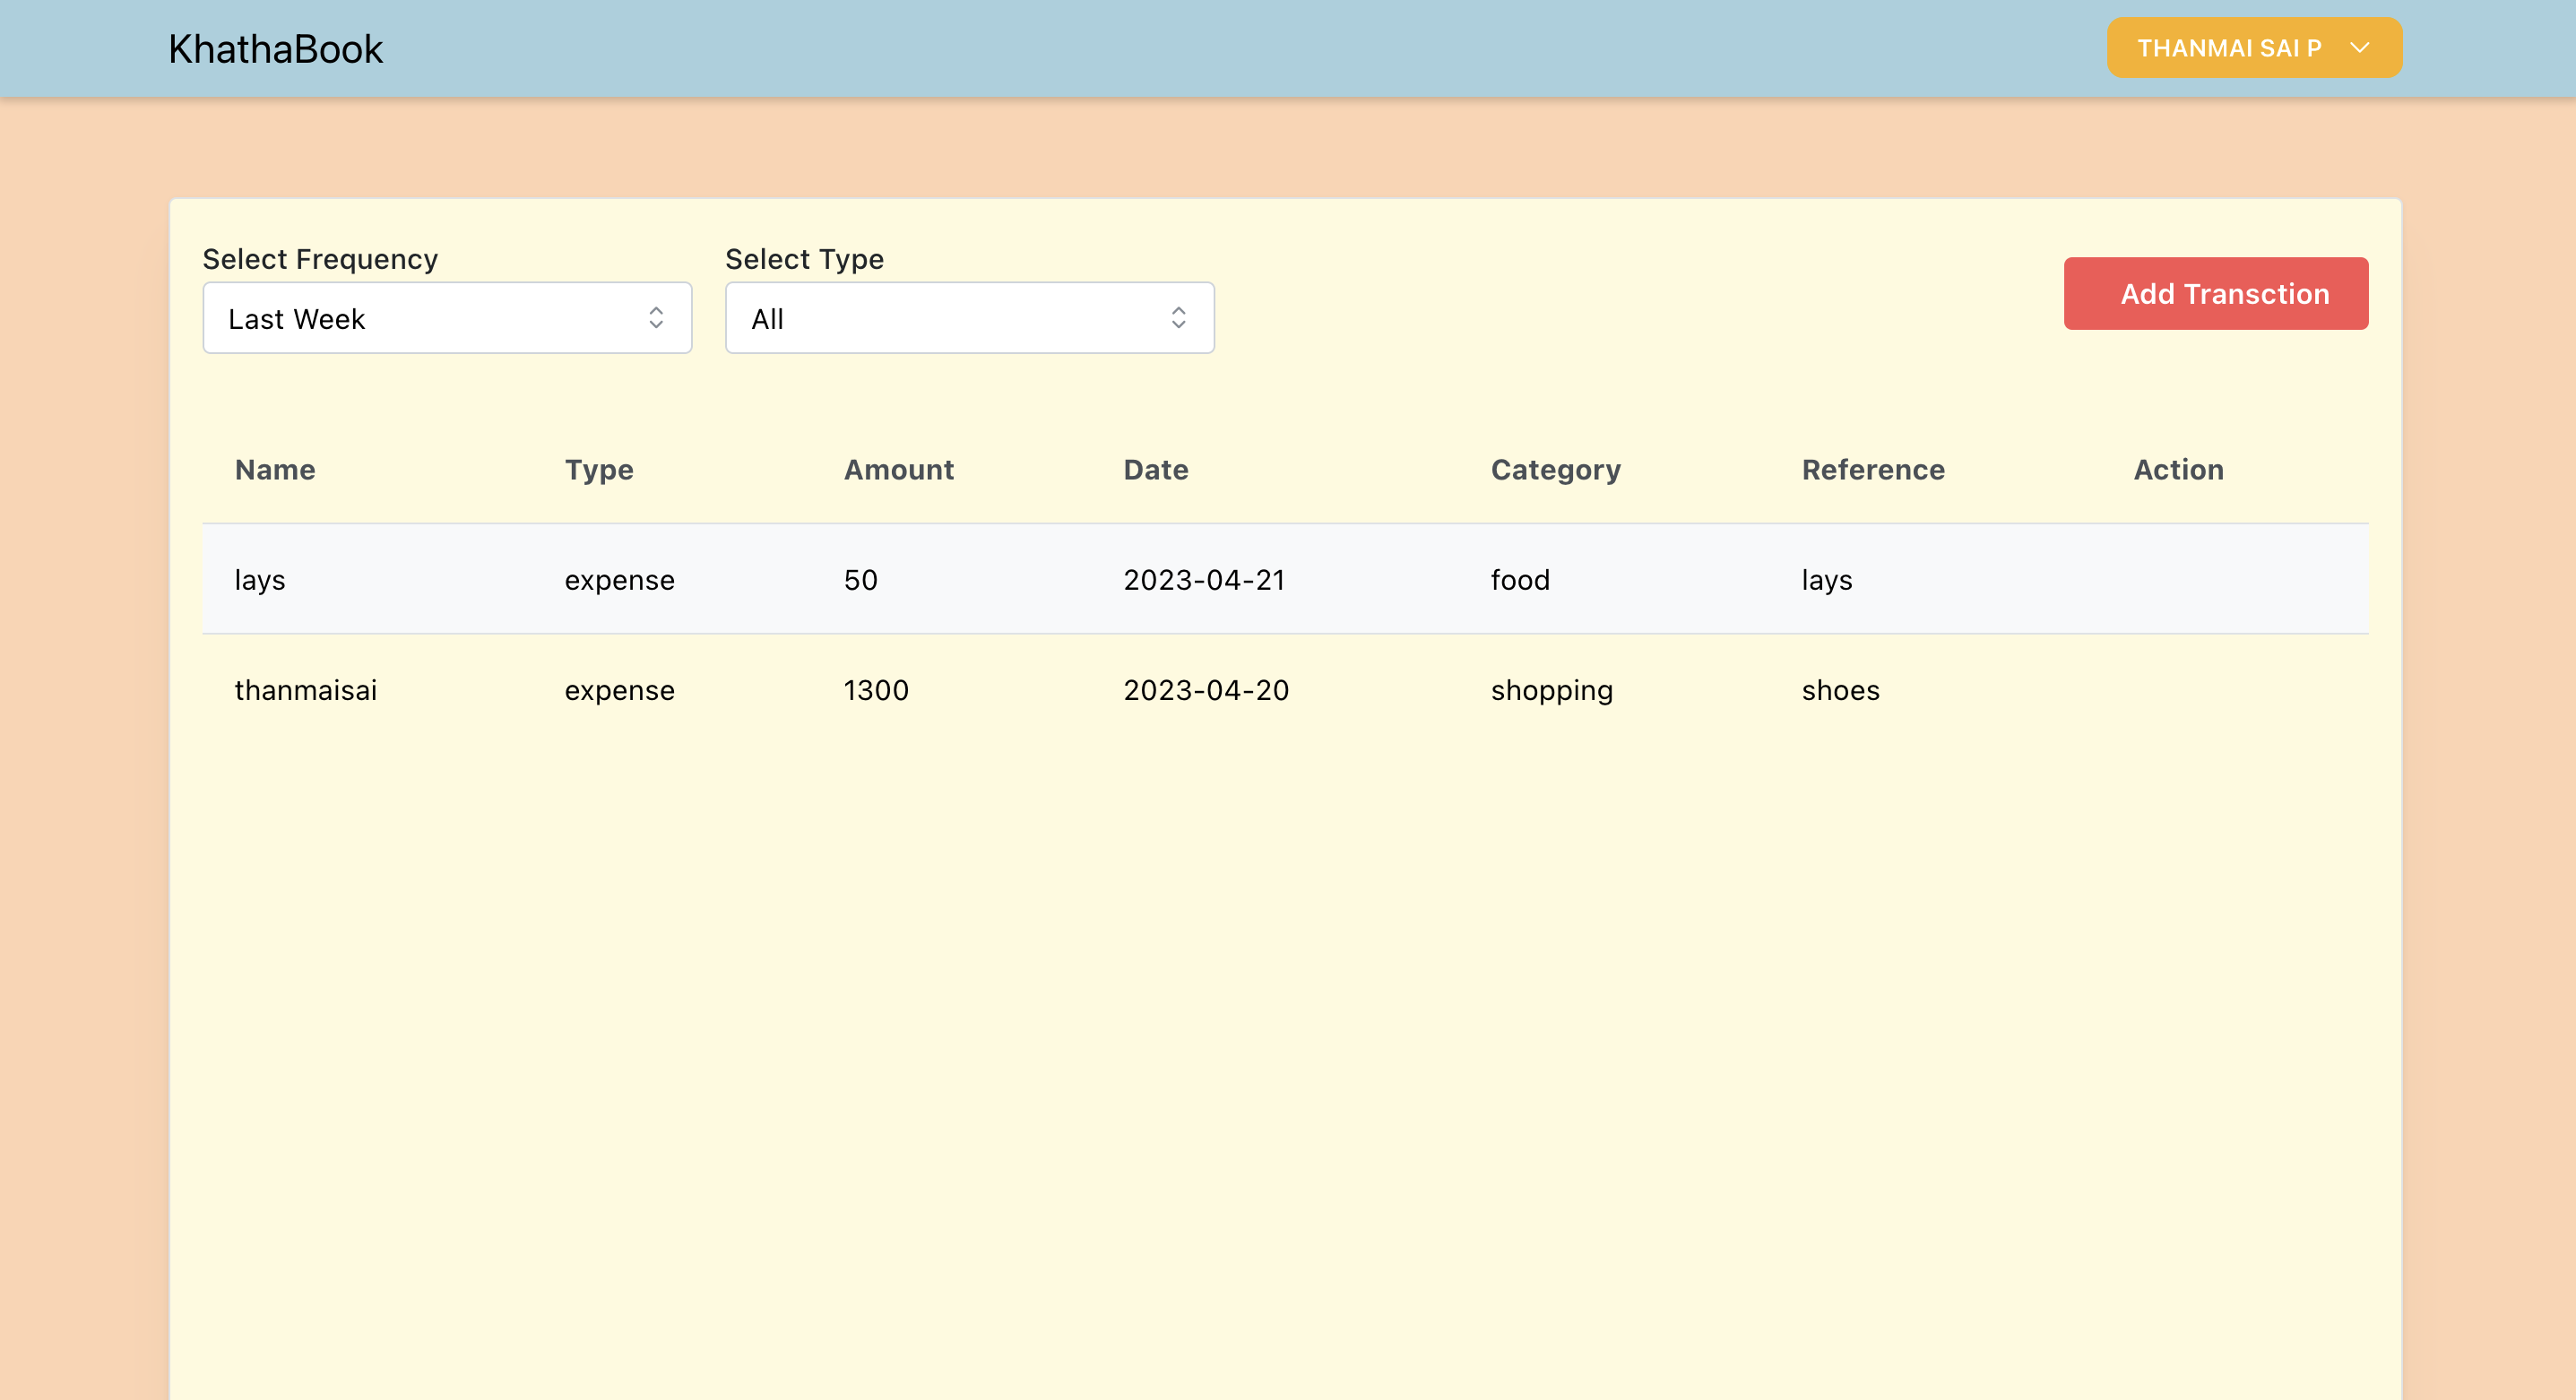 KhathaBook
THANMAI SAI P
Select Frequency Select Type
Last Week All
Add Transction
Name Type Amount Date Category Reference Action
lays expense 50 2023-04-21 food lays
thanmaisai expense 1300 2023-04-20 shopping shoes